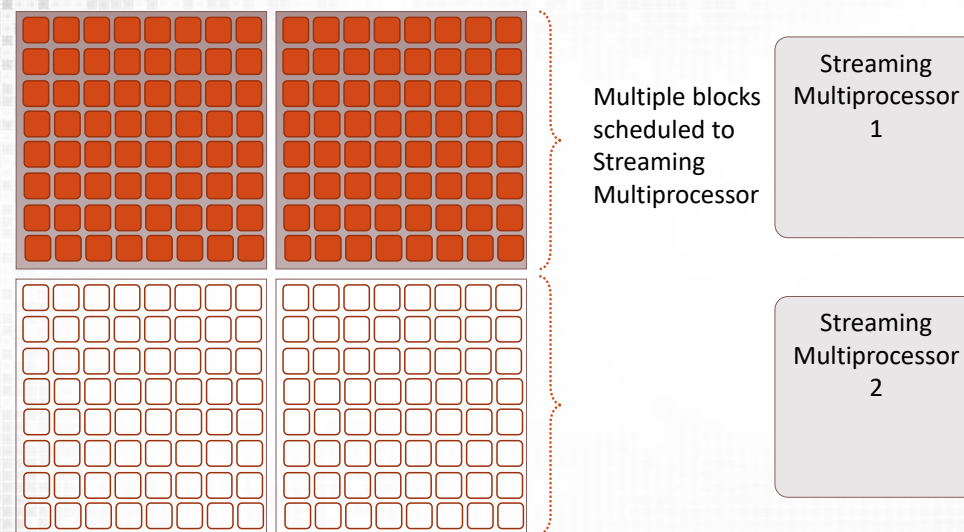 Multiple blocks
scheduled to
Streaming
Multiprocessor
Streaming
Multiprocessor
1
Streaming
Multiprocessor
2